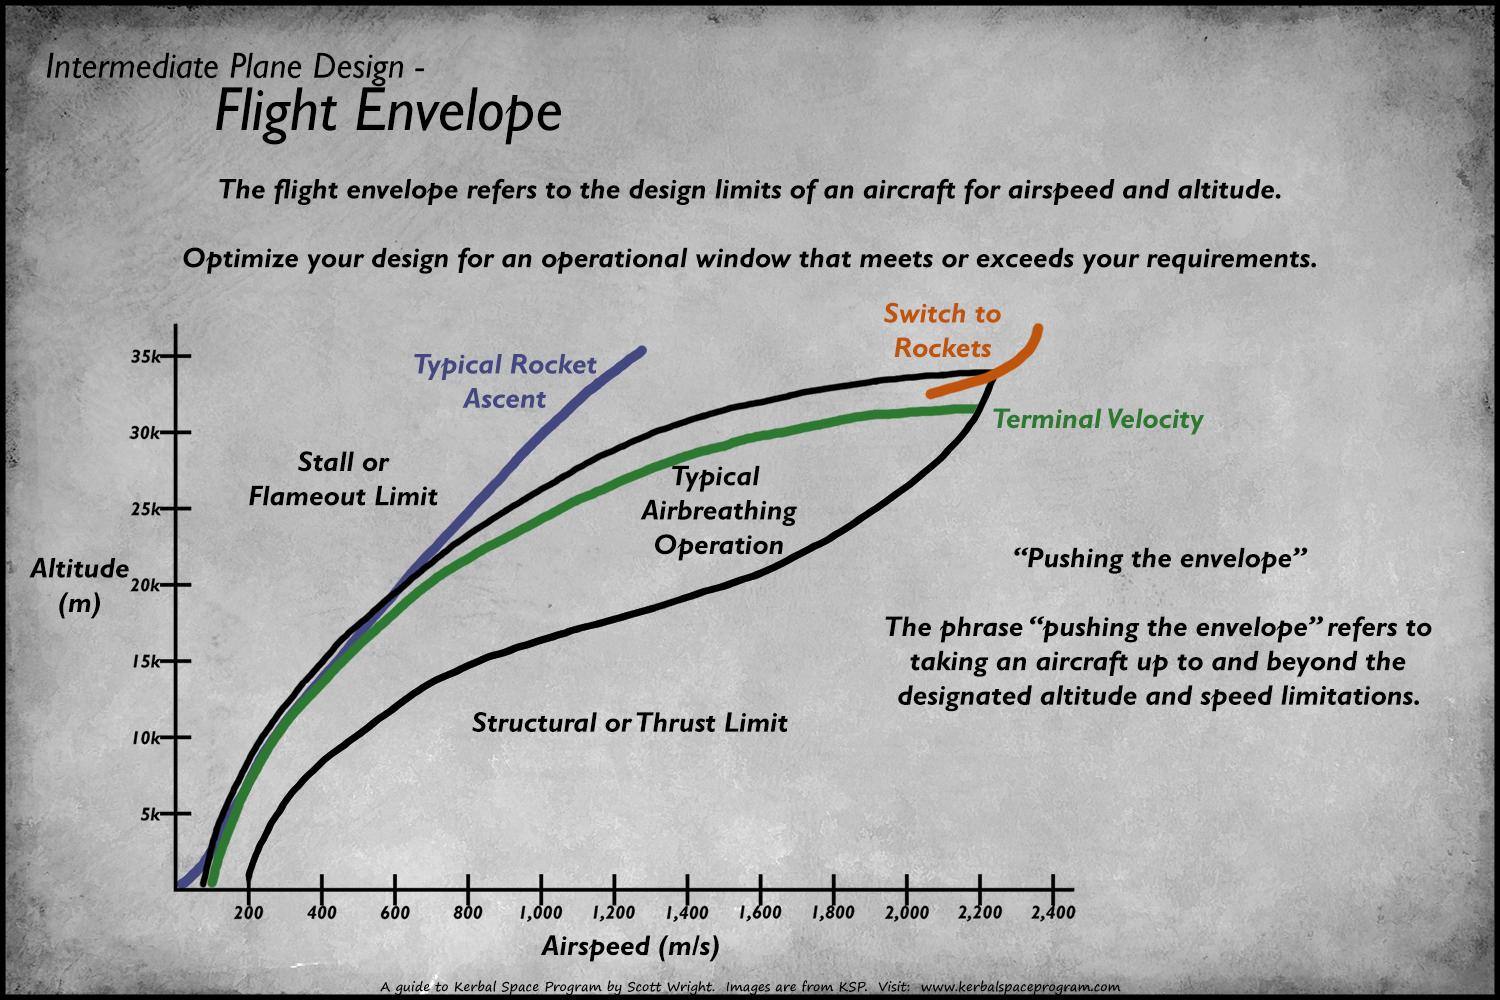 Intermediate Plane Design -
Flight Envelope
The flight envelope refers to the design limits of an aircraft for airspeed and altitude.
Optimize your design for an operational window that meets or exceeds your requirements.
Switch to
Rockets
35k
Typical Rocket
Ascent
Terminal Velocity
30k
Stall or
Flameout Limit
Typical
Airbreathing
Operation
25k
"Pushing the envelope"
Altitude
(m)
20k
The phrase "pushing the envelope" refers to
taking an aircraft up to and beyond the
designated altitude and speed limitations.
15k
Structural or Thrust Limit
10k
5k
200 400 600 800 1,000 1,200 1,400 1,600 1,800 2,000 2,200 2,400
Airspeed (m/s)
A guide to Kerbal Space Program by Scott Wright. Images are from KSP. Visit: www.kerbalspaceprogram.com